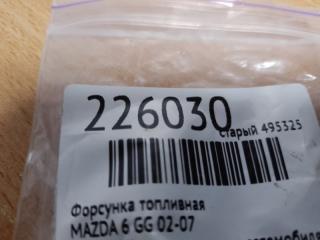 226030
старый 495325
Форсунка топливная
MAZDA 6 GG 02-07